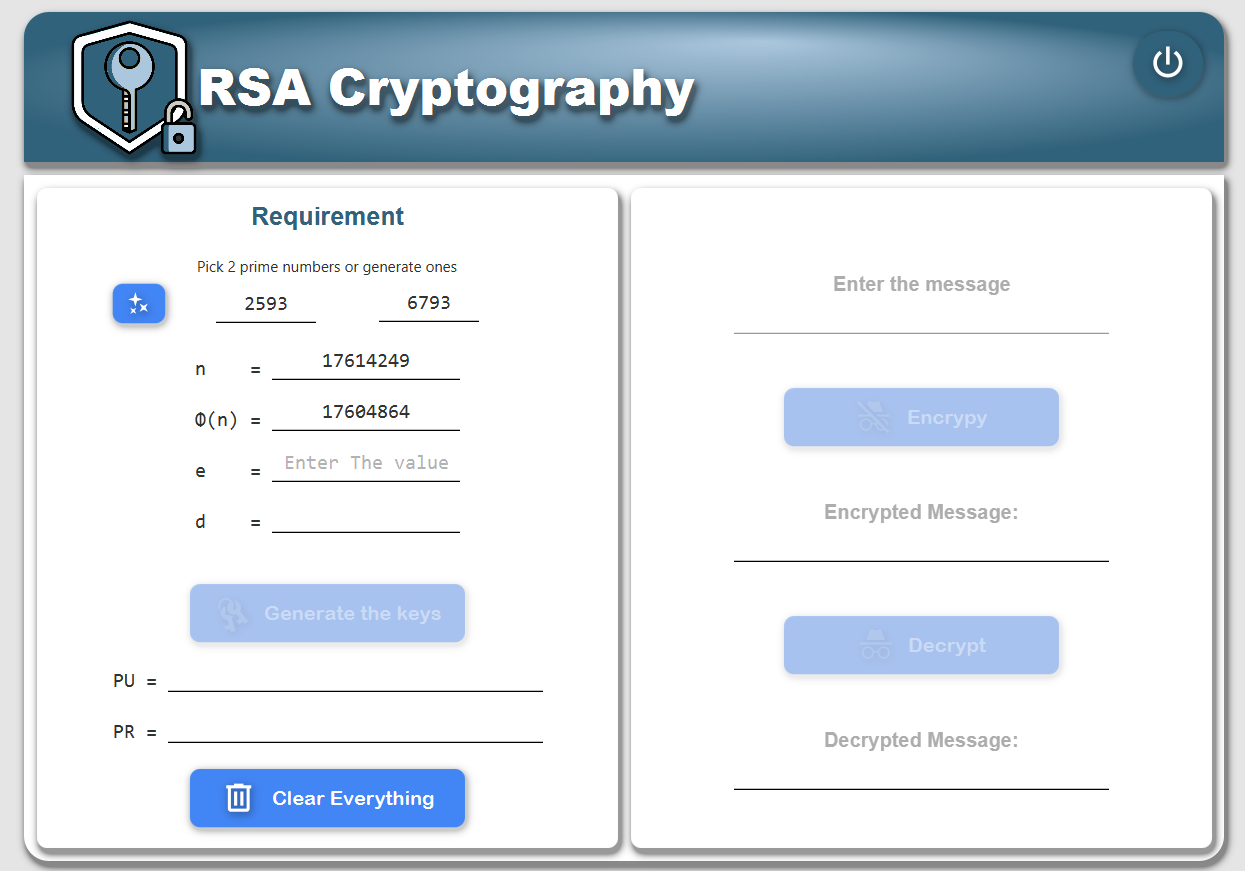 RSA Cryptography
Requirement
Pick 2 prime numbers or generate ones
2593 6793
n = 17614249
Φ(n) = 17604864
e = Enter The value
d =
Generate the keys
PU =
PR =
Clear Everything
Enter the message
Encrypy
Encrypted Message:
Decrypt
Decrypted Message: